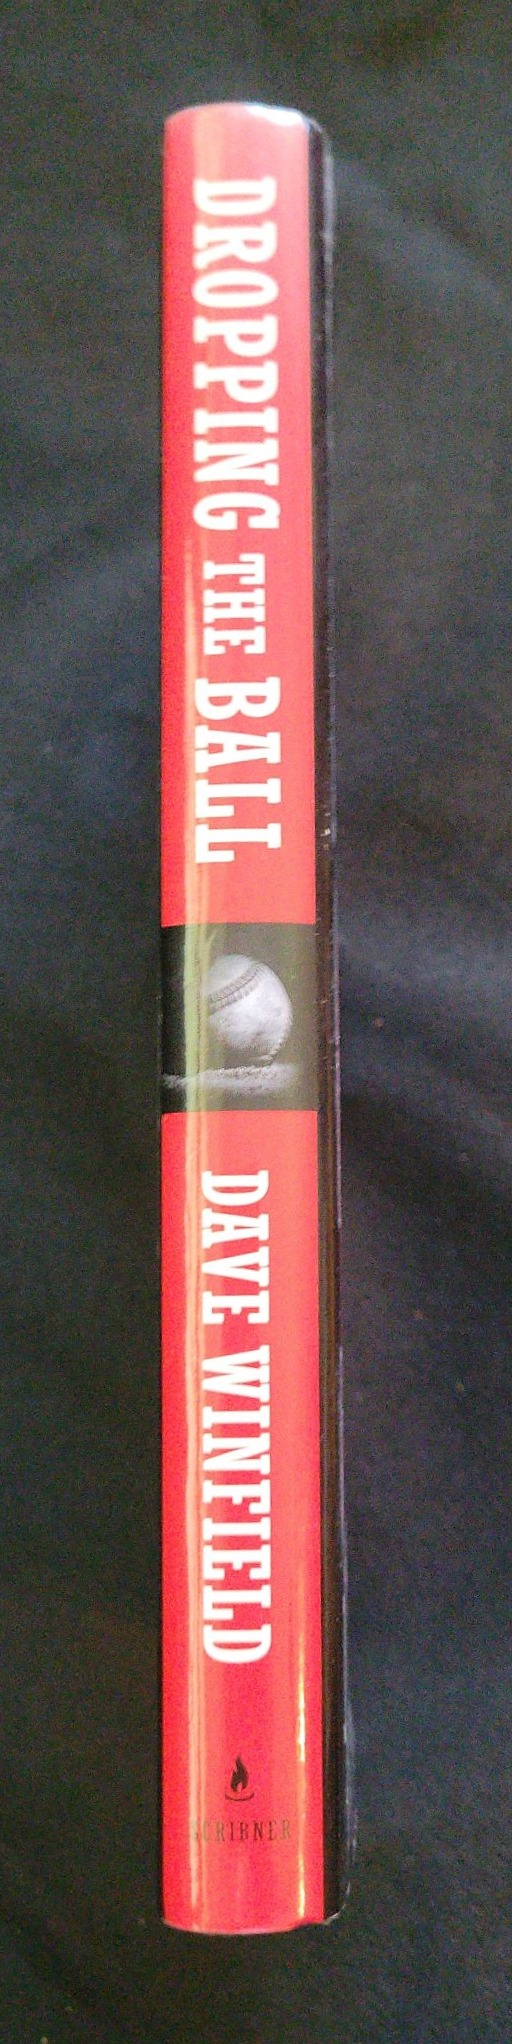 DROPPING THE BALL
DAVE WINFIELD
SCRIBNER